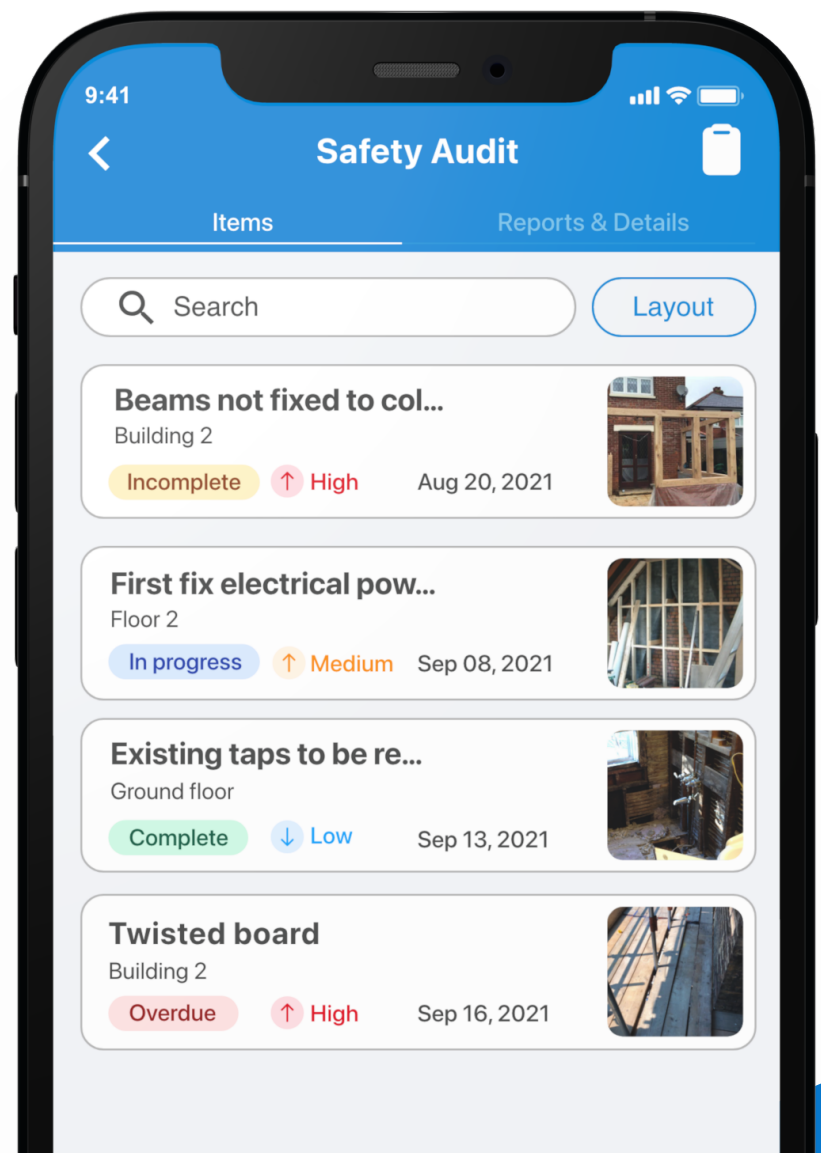 9:41
Safety Audit
Items Reports & Details
Search Layout
Beams not fixed to col...
Building 2
Incomplete ↑ High Aug 20, 2021
First fix electrical pow...
Floor 2
In progress ↑ Medium Sep 08, 2021
Existing taps to be re...
Ground floor
Complete ↓ Low Sep 13, 2021
Twisted board
Building 2
Overdue ↑ High Sep 16, 2021